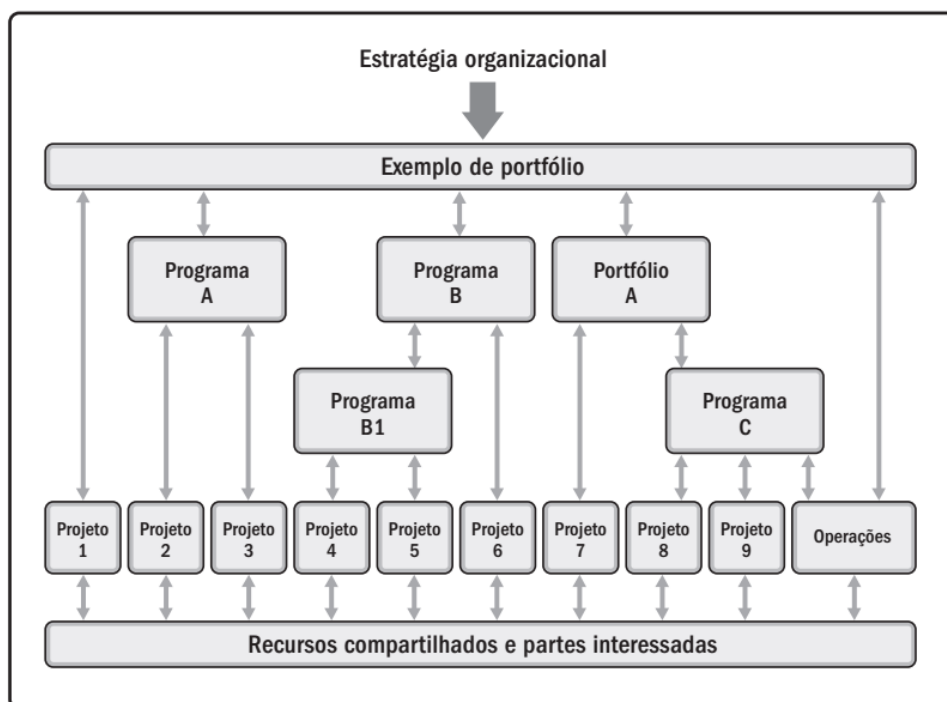 Estratégia organizacional
Exemplo de portfólio
Programa
A
Programa
B
Portfólio
A
Programa
B1
Programa
C
Projeto
1
Projeto
2
Projeto
3
Projeto
4
Projeto
5
Projeto
6
Projeto
7
Projeto
8
Projeto
9
Operações
Recursos compartilhados e partes interessadas